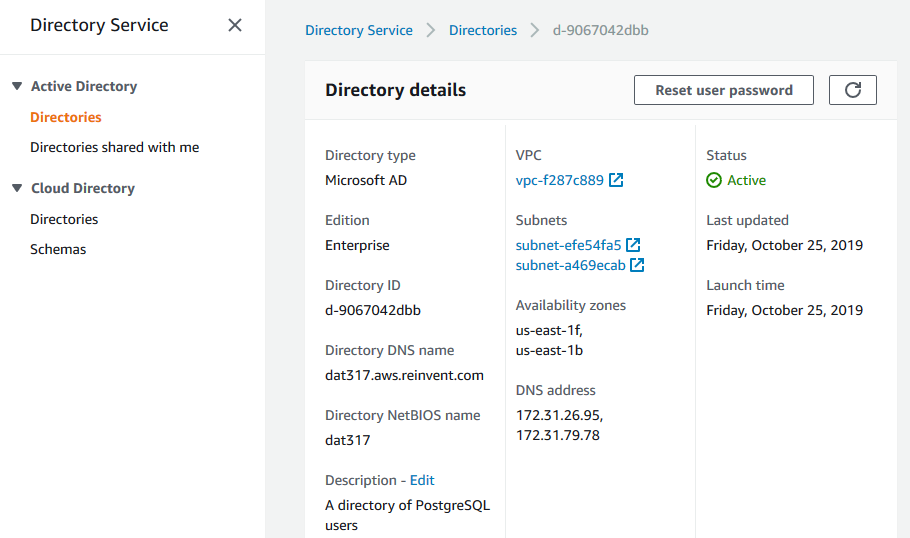 Directory Service
Active Directory
Directories
Directories shared with me
Cloud Directory
Directories
Schemas
Directory Service > Directories > d-9067042dbb
Directory details
Reset user password
Directory type
Microsoft AD
Edition
Enterprise
Directory ID
d-9067042dbb
Directory DNS name
dat317.aws.reinvent.com
Directory NetBIOS name
dat317
Description - Edit
A directory of PostgreSQL
users
VPC
vpc-f287c889
Subnets
subnet-efe54fa5
subnet-a469ecab
Availability zones
us-east-1f,
us-east-1b
DNS address
172.31.26.95,
172.31.79.78
Status
Active
Last updated
Friday, October 25, 2019
Launch time
Friday, October 25, 2019